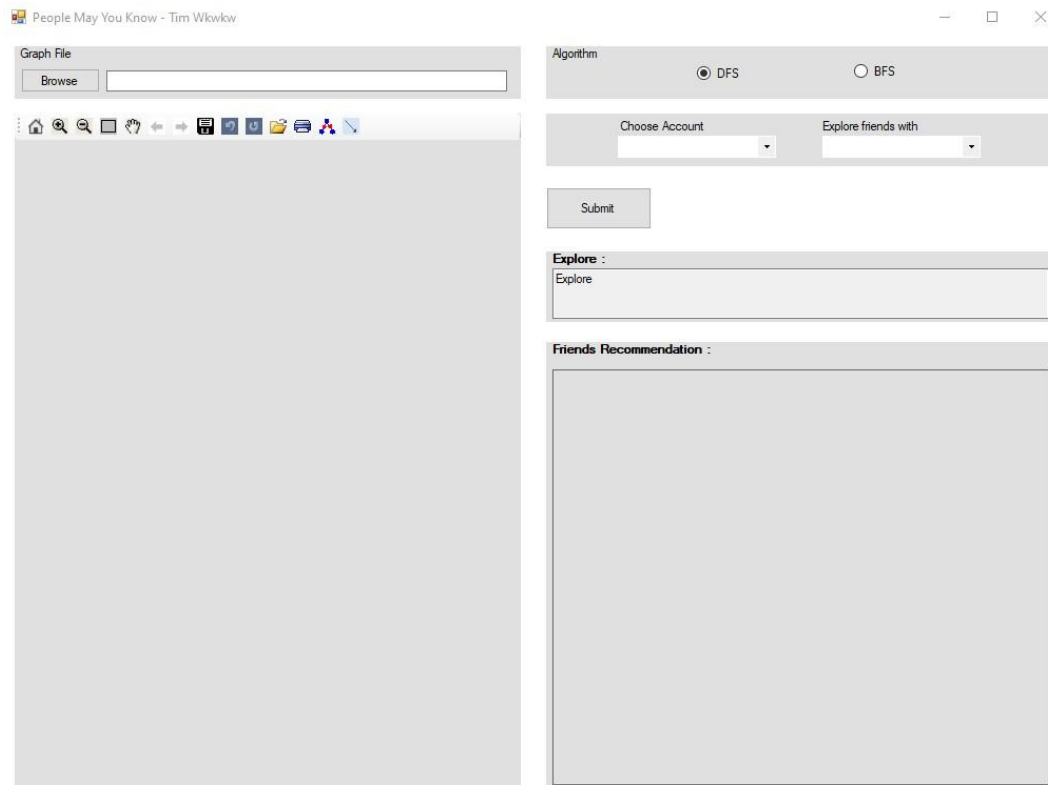 People May You Know - Tim Wkwkw
Graph File
Browse
Algorithm
DFS
BFS
Choose Account
Explore friends with
Submit
Explore :
Explore
Friends Recommendation :